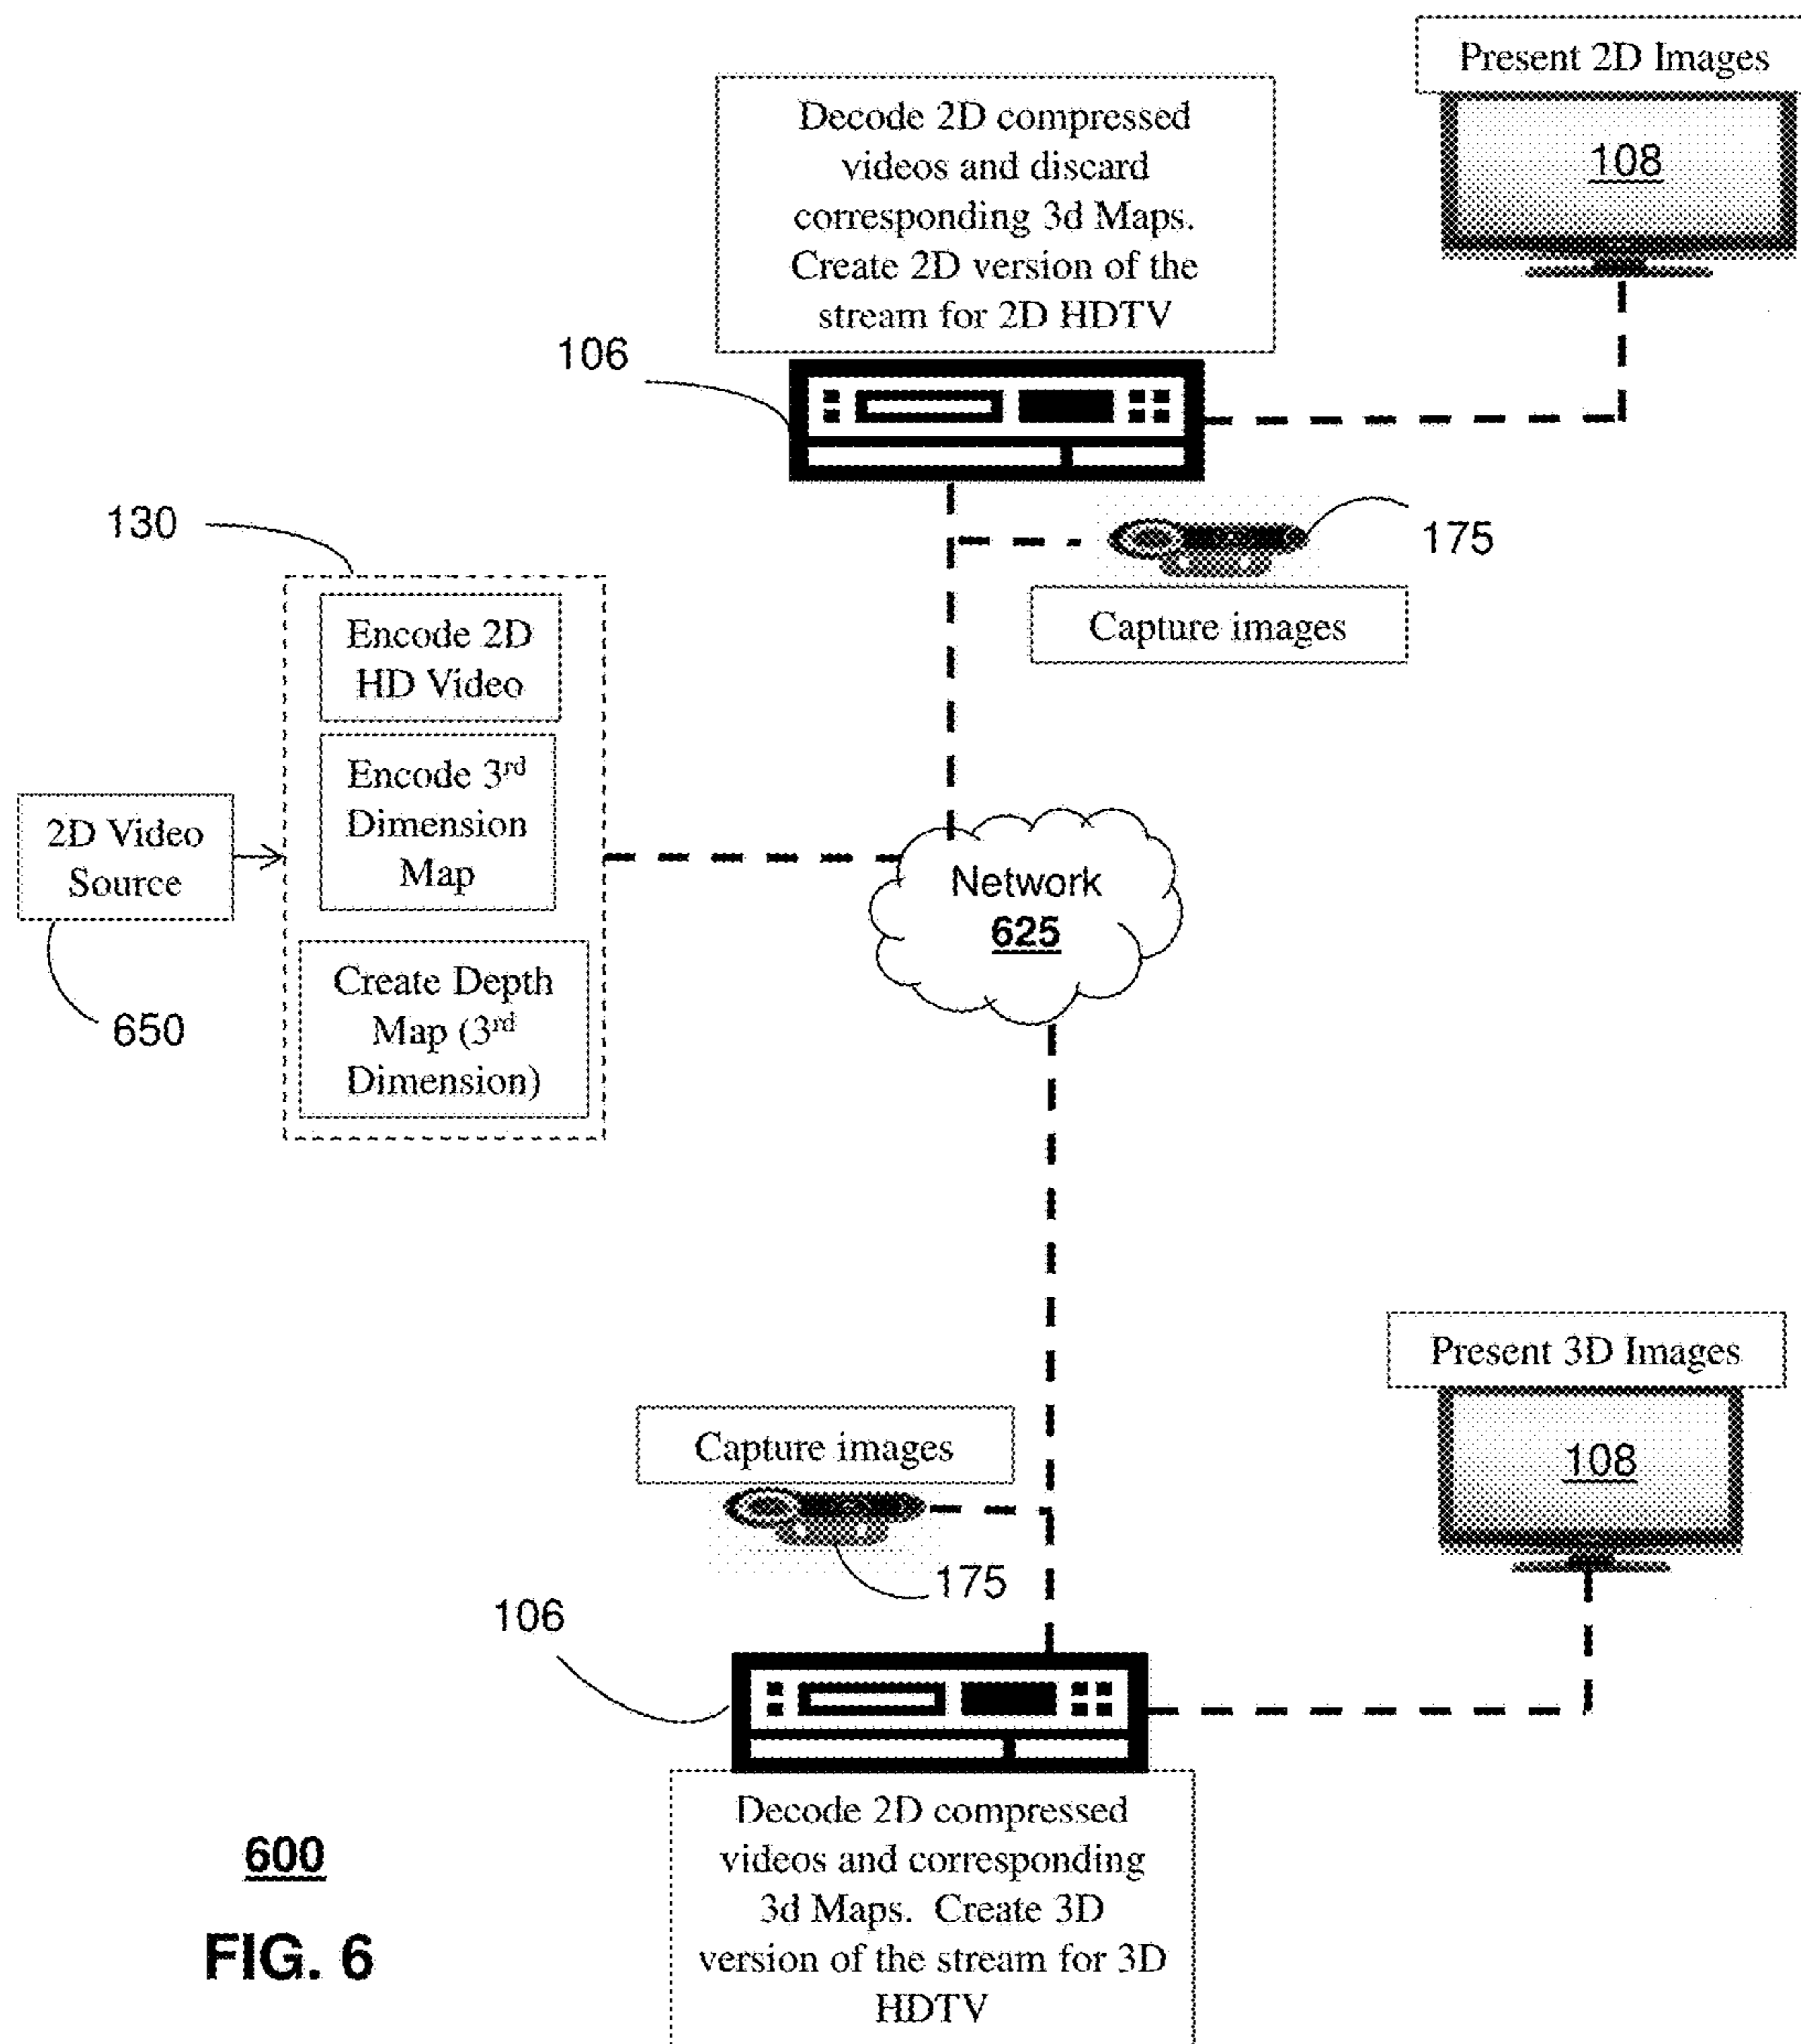 Present 2D Images
108
Decode 2D compressed
videos and discard
corresponding 3d Maps.
Create 2D version of the
stream for 2D HDTV
106
175
Capture images
130
Encode 2D
HD Video
Encode 3rd
Dimension
Map
Create Depth
Map (3rd
Dimension)
2D Video
Source
650
Network
625
Present 3D Images
108
Capture images
175
106
Decode 2D compressed
videos and corresponding
3d Maps. Create 3D
version of the stream for 3D
HDTV
600
FIG. 6